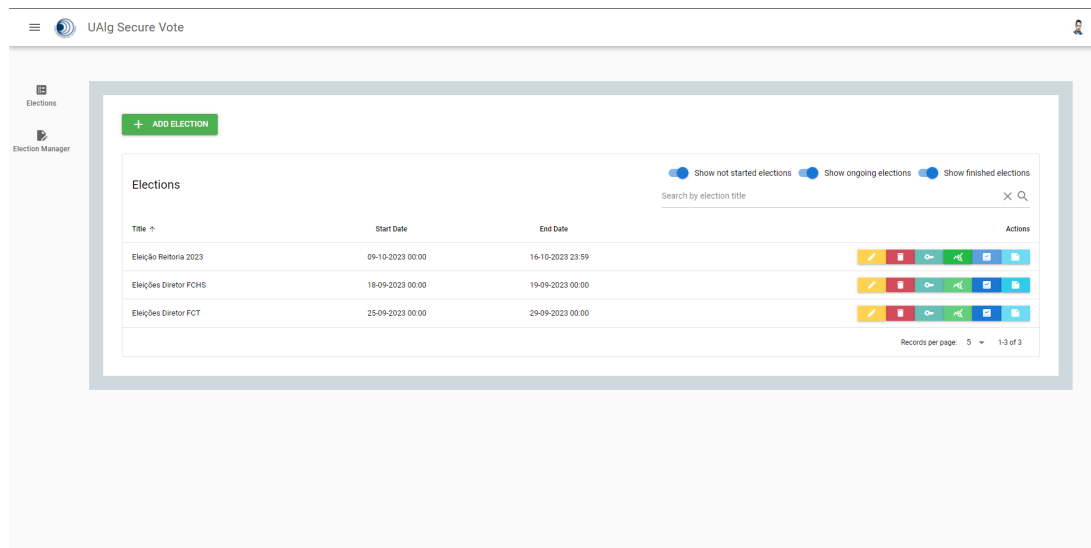 UAlg Secure Vote
Elections
Election Manager
ADD ELECTION
Elections
Show not started elections Show ongoing elections Show finished elections
Search by election title
Title Start Date End Date Actions
Eleição Reitoria 2023 09-10-2023 00:00 16-10-2023 23:59
Eleições Diretor FCHS 18-09-2023 00:00 19-09-2023 00:00
Eleições Diretor FCT 25-09-2023 00:00 29-09-2023 00:00
Records per page: 5 1-3 of 3